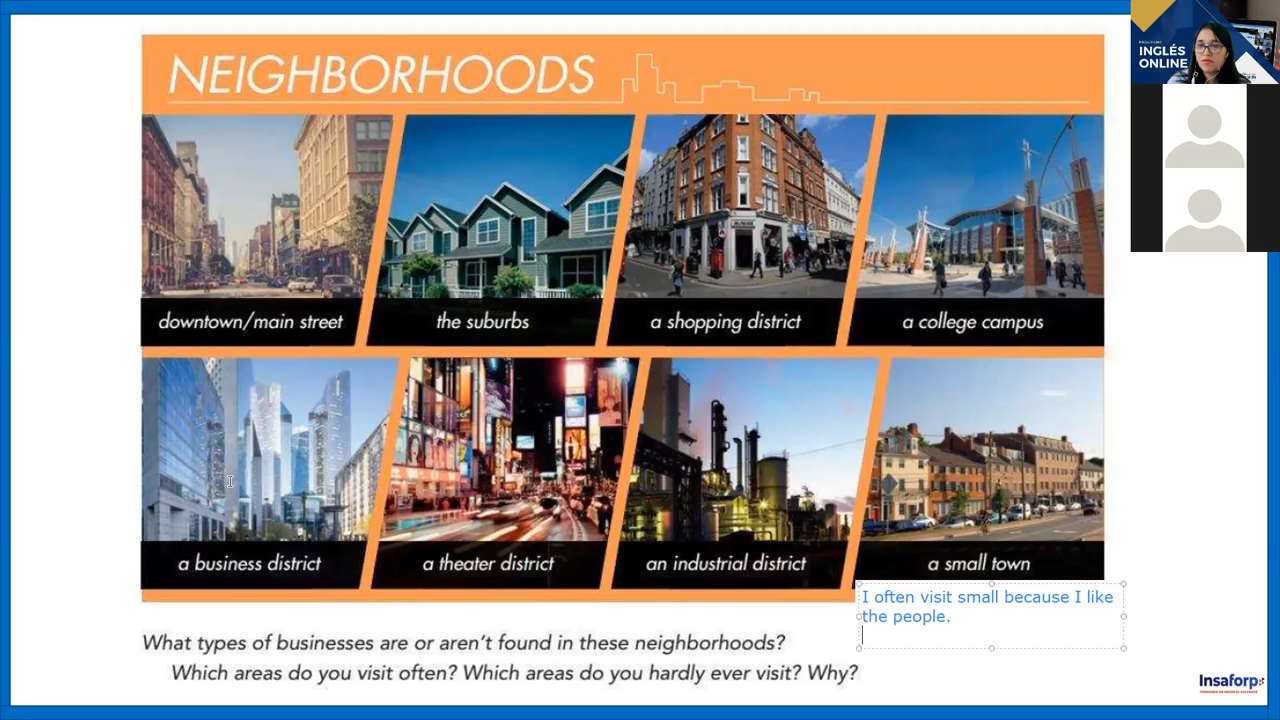 NEIGHBORHOODS
downtown/main street
the suburbs
a shopping district
a college campus
a business district
a theater district
an industrial district
a small town
I often visit small because I like
the people.
What types of businesses are or aren't found in these neighborhoods?
Which areas do you visit often? Which areas do you hardly ever visit? Why?
INGLÉS
ONLINE
Insaforp